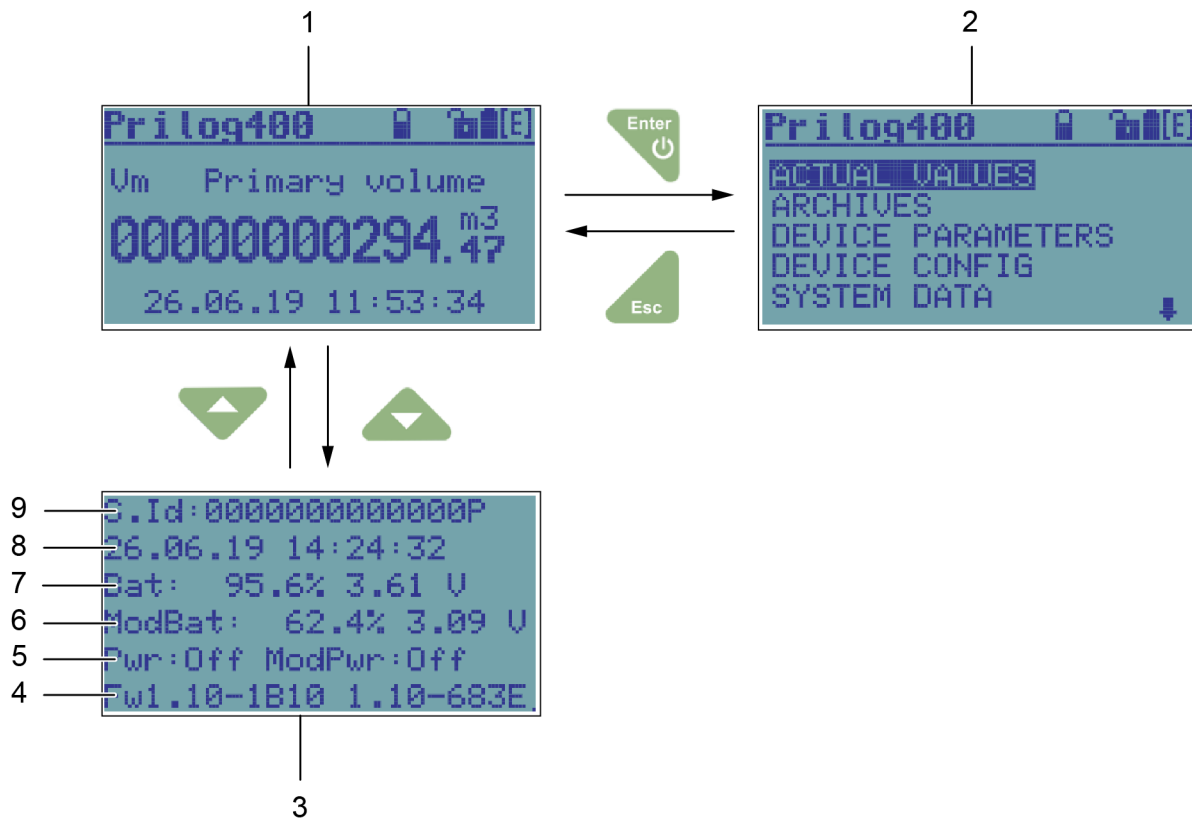 1
2
Prilog400 [E]
Vm Primary volume
00000000294.47 m3
26.06.19 11:53:34
Enter
Esc
Prilog400 [E]
ACTUAL VALUES
ARCHIVES
DEVICE PARAMETERS
DEVICE CONFIG
SYSTEM DATA
9
S.Id:0000000000000P
8
26.06.19 14:24:32
7
Bat: 95.6% 3.61 V
6
ModBat: 62.4% 3.09 V
5
Pwr:Off ModPwr:Off
4
Fw1.10-1B10 1.10-683E
3